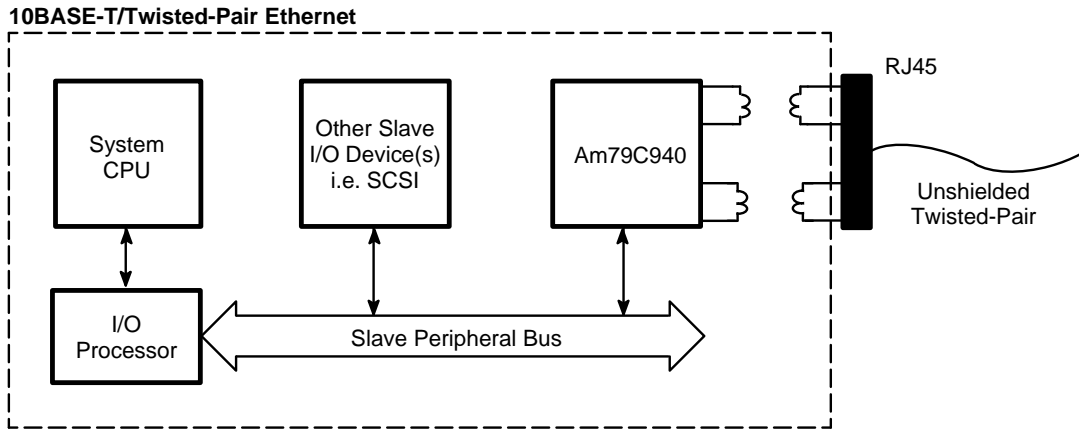 10BASE-T/Twisted-Pair Ethernet
System
CPU
Other Slave
I/O Device(s)
i.e. SCSI
Am79C940
RJ45
Unshielded
Twisted-Pair
I/O
Processor
Slave Peripheral Bus